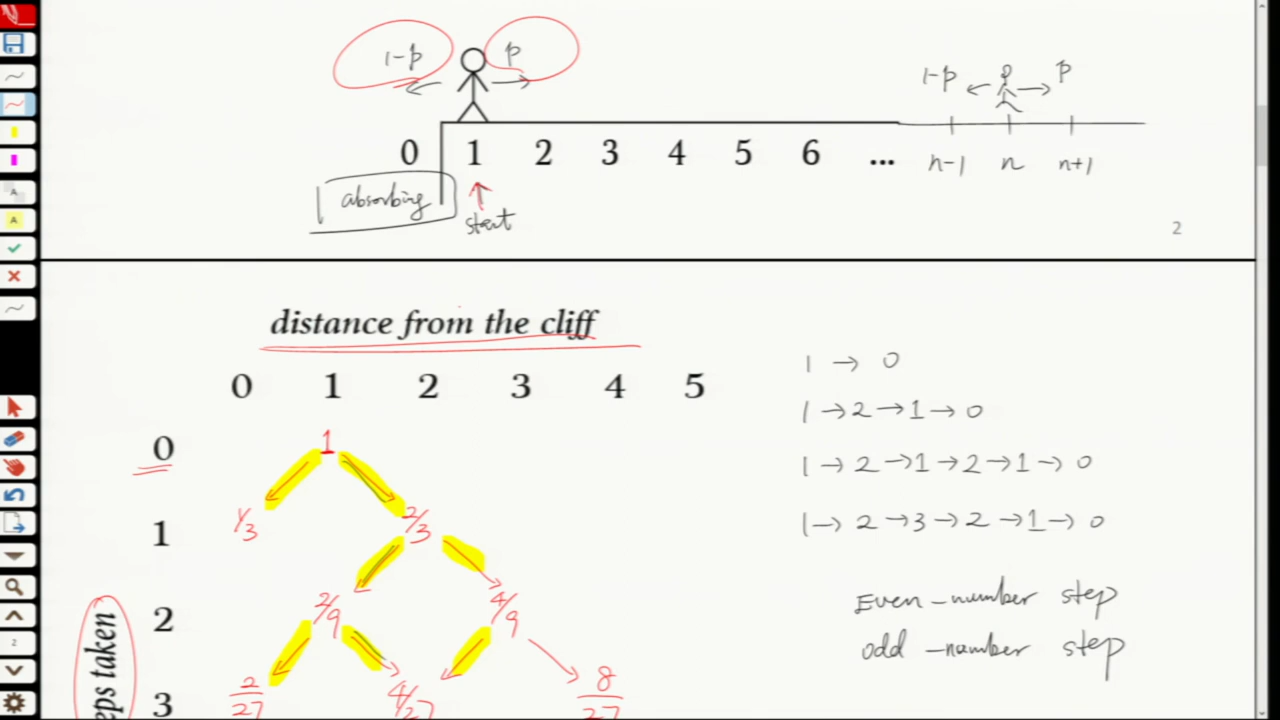 1-p p
1-p p
0 1 2 3 4 5 6 ... n-1 n n+1
absorbing
start
2
distance from the cliff
0 1 2 3 4 5
0 1
1 1/3 2/3
2 2/9 4/9
3 2/27 4/27 8/27
eps taken
1 → 0
1 → 2 → 1 → 0
1 → 2 → 1 → 2 → 1 → 0
1 → 2 → 3 → 2 → 1 → 0
Even-number step
odd-number step
A
A
2